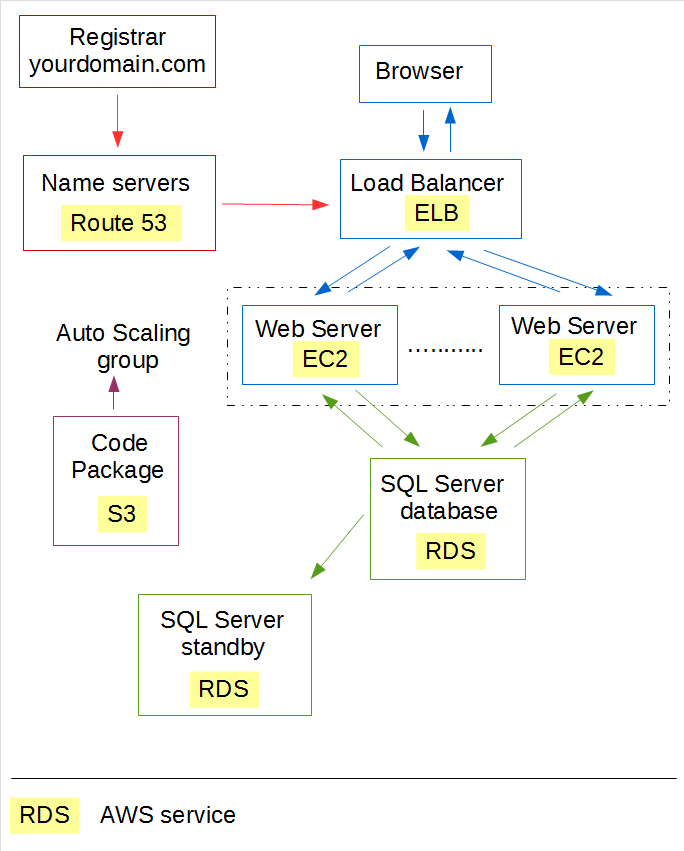 Registrar
yourdomain.com
Browser
Name servers
Route 53
Load Balancer
ELB
Web Server
EC2
...........
Web Server
EC2
Auto Scaling
group
Code
Package
S3
SQL Server
database
RDS
SQL Server
standby
RDS
RDS AWS service